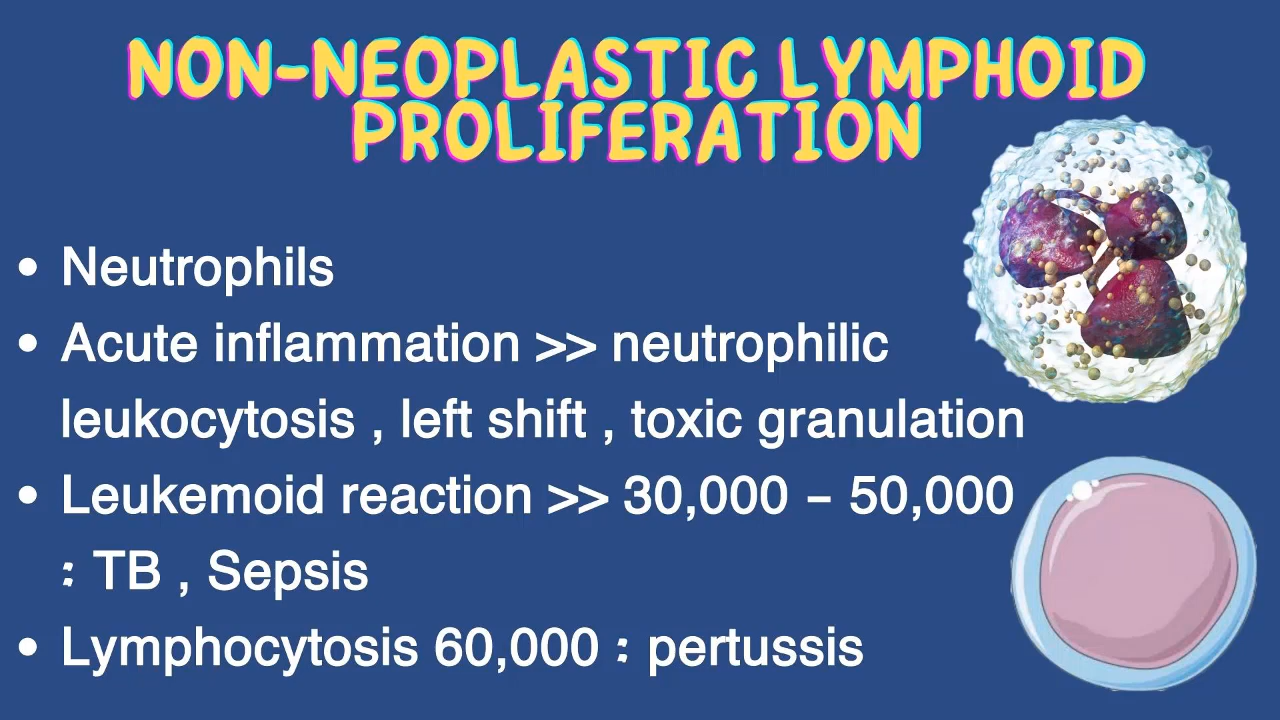 NON-NEOPLASTIC LYMPHOID
PROLIFERATION
• Neutrophils
• Acute inflammation >> neutrophilic
leukocytosis , left shift , toxic granulation
• Leukemoid reaction >> 30,000 – 50,000
: TB , Sepsis
• Lymphocytosis 60,000 : pertussis